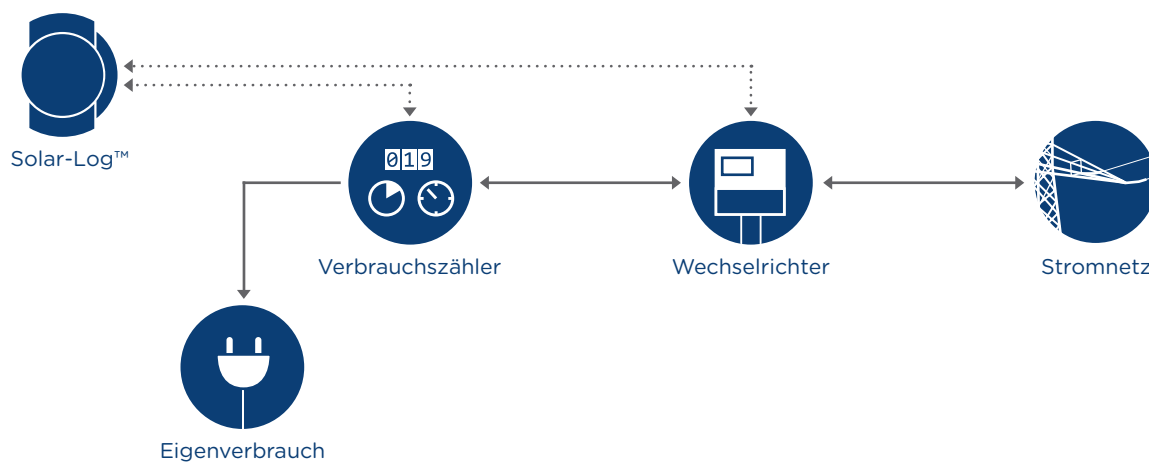 Solar-Log™
019
Verbrauchszähler
Wechselrichter
Stromnetz
Eigenverbrauch